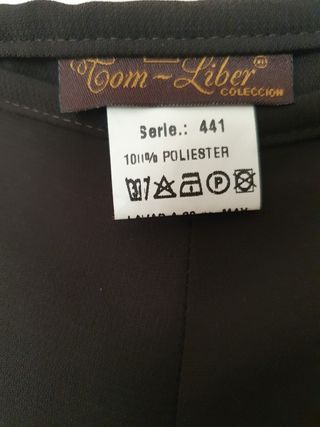 Tom~Liber
COLECCION
Serie.: 441
100% POLIESTER
P